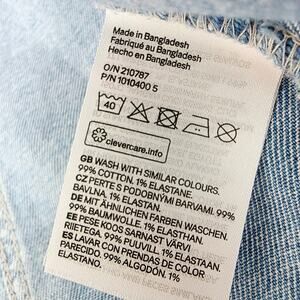 Made in Bangladesh
Fabriqué au Bangladesh
Hecho en Bangladesh
O/N 210787
P/N 1010400 5
40
clevercare.info
GB WASH WITH SIMILAR COLOURS.
99% COTTON. 1% ELASTANE.
CZ PERTE S PODOBNÝMI BARVAMI. 99%
BAVLNA. 1% ELASTAN.
DE MIT ÄHNLICHEN FARBEN WASCHEN.
99% BAUMWOLLE. 1% ELASTHAN.
EE PESE KOOS SARNAST VÄRVI
RIIETEGA. 99% PUUVILL. 1% ELASTAAN.
ES LAVAR CON PRENDAS DE COLOR
PARECIDO. 99% ALGODÓN. 1%
ELASTANO.